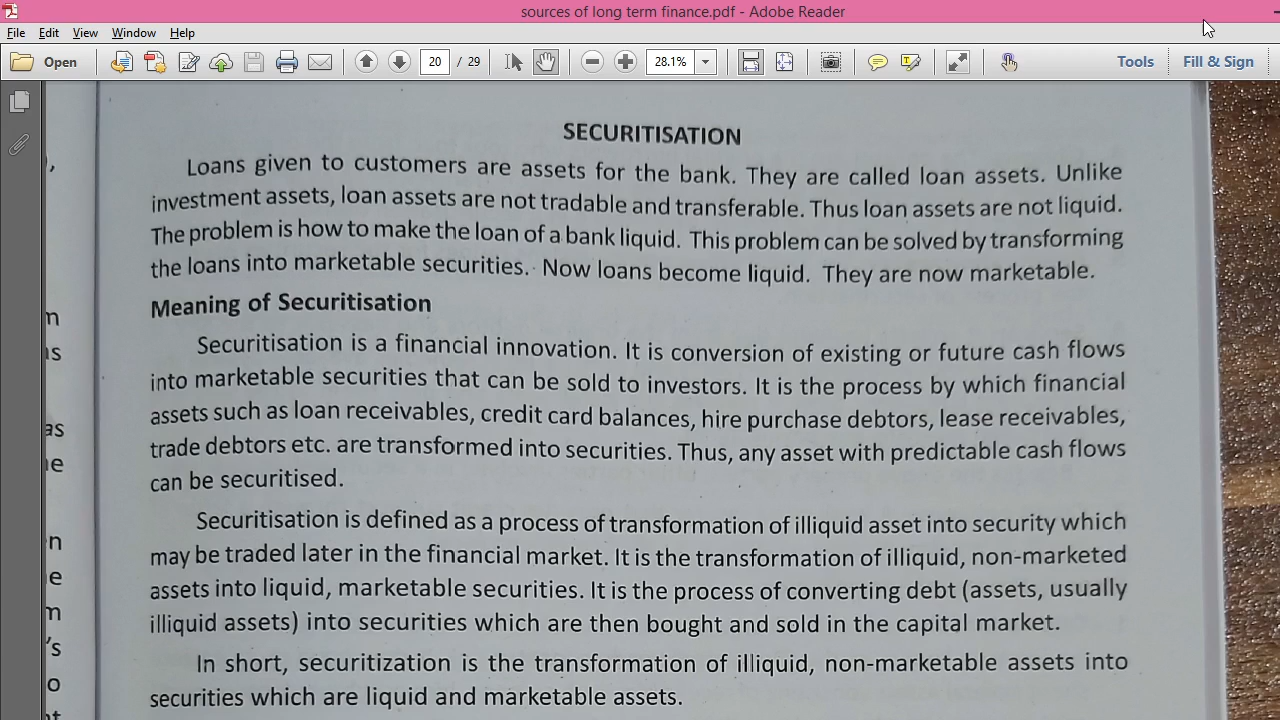 sources of long term finance.pdf - Adobe Reader
File Edit View Window Help
Open 20 / 29 28.1% Tools Fill & Sign
SECURITISATION
Loans given to customers are assets for the bank. They are called loan assets. Unlike
investment assets, loan assets are not tradable and transferable. Thus loan assets are not liquid.
The problem is how to make the loan of a bank liquid. This problem can be solved by transforming
the loans into marketable securities. Now loans become liquid. They are now marketable.
Meaning of Securitisation
Securitisation is a financial innovation. It is conversion of existing or future cash flows
into marketable securities that can be sold to investors. It is the process by which financial
assets such as loan receivables, credit card balances, hire purchase debtors, lease receivables,
trade debtors etc. are transformed into securities. Thus, any asset with predictable cash flows
can be securitised.
Securitisation is defined as a process of transformation of illiquid asset into security which
may be traded later in the financial market. It is the transformation of illiquid, non-marketed
assets into liquid, marketable securities. It is the process of converting debt (assets, usually
illiquid assets) into securities which are then bought and sold in the capital market.
In short, securitization is the transformation of illiquid, non-marketable assets into
securities which are liquid and marketable assets.